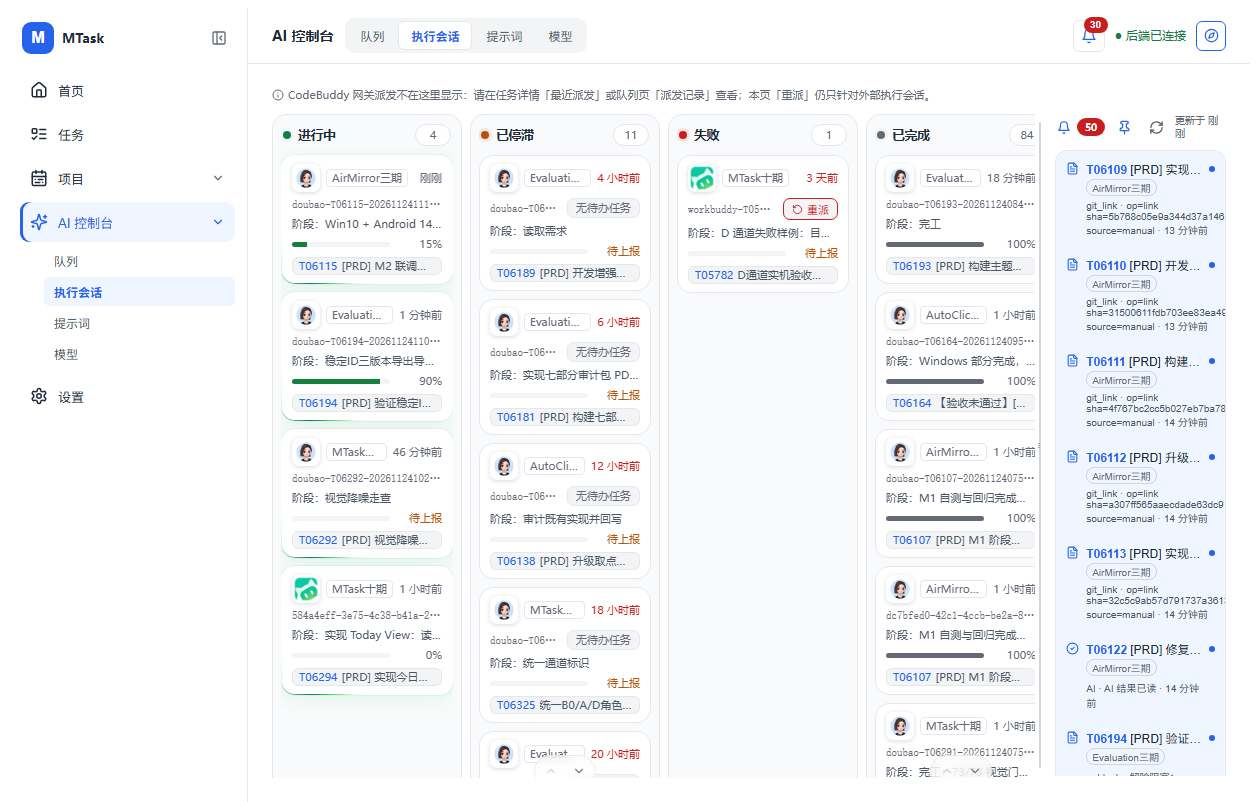 M MTask
首页
任务
项目
AI 控制台
队列
执行会话
提示词
模型
设置
AI 控制台 队列 执行会话 提示词 模型
30
后端已连接
CodeBuddy 网关派发不在这里显示：请在任务详情「最近派发」或队列页「派发记录」查看；本页「重派」仍只针对外部执行会话。
进行中 4
AirMirror三期 刚刚
doubao-T06115-20261124111···
阶段：Win10 + Android 14...
15%
T06115 [PRD] M2 联调...
Evaluati... 1 分钟前
doubao-T06194-20261124110···
阶段：稳定ID三版本导出导...
90%
T06194 [PRD] 验证稳定I...
MTask... 46 分钟前
doubao-T06292-20261124102···
阶段：视觉降噪走查
待上报
T06292 [PRD] 视觉降噪...
MTask十期 1 小时前
584a4eff-3e75-4c38-b41a-2···
阶段：实现 Today View：读...
0%
T06294 [PRD] 实现今日...
已停滞 11
Evaluati... 4 小时前
doubao-T06··· 无待办任务
阶段：读取需求
待上报
T06189 [PRD] 开发增强...
Evaluati... 6 小时前
doubao-T06··· 无待办任务
阶段：实现七部分审计包 PD...
待上报
T06181 [PRD] 构建七部...
AutoCli... 12 小时前
doubao-T06··· 无待办任务
阶段：审计既有实现并回写
待上报
T06138 [PRD] 升级取点...
MTask... 18 小时前
doubao-T06··· 无待办任务
阶段：统一通道标识
待上报
T06325 统一B0/A/D角色...
Evaluat... 20 小时前
失败 1
MTask十期 3 天前
workbuddy-T05··· 重派
阶段：D 通道失败样例：目...
待上报
T05782 D通道实机验收...
已完成 84
Evaluat... 18 分钟前
doubao-T06193-20261124084···
阶段：完工
100%
T06193 [PRD] 构建主题...
AutoClic... 1 小时前
doubao-T06164-20261124095···
阶段：Windows 部分完成，...
100%
T06164 【验收未通过】[...
AirMirro... 1 小时前
doubao-T06107-20261124075···
阶段：M1 自测与回归完成...
100%
T06107 [PRD] M1 阶段...
AirMirro... 1 小时前
dc7bfed0-42c1-4ccb-be2a-8···
阶段：M1 自测与回归完成...
100%
T06107 [PRD] M1 阶段...
MTask十期 1 小时前
doubao-T06291-20261124075···
50
更新于 刚
刚
T06109 [PRD] 实现...
AirMirror三期
git_link · op=link
sha=5b768c05e9a344d37a146
source=manual · 13 分钟前
T06110 [PRD] 开发...
AirMirror三期
git_link · op=link
sha=31500611fdb703ee83ea49
source=manual · 13 分钟前
T06111 [PRD] 构建...
AirMirror三期
git_link · op=link
sha=4f767bc2cc5b027eb7ba78
source=manual · 14 分钟前
T06112 [PRD] 升级...
AirMirror三期
git_link · op=link
sha=a307ff565aaecdade63dc9
source=manual · 14 分钟前
T06113 [PRD] 实现...
AirMirror三期
git_link · op=link
sha=32c5c9ab57d791737a361
source=manual · 14 分钟前
T06122 [PRD] 修复...
AirMirror三期
AI · AI 结果已读 · 14 分钟
前
T06194 [PRD] 验证...
Evaluation三期